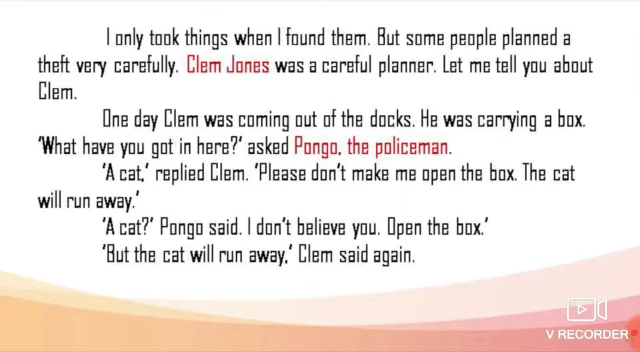 I only took things when I found them. But some people planned a
theft very carefully. Clem Jones was a careful planner. Let me tell you about
Clem.
One day Clem was coming out of the docks. He was carrying a box.
'What have you got in here?' asked Pongo, the policeman.
'A cat,' replied Clem. 'Please don't make me open the box. The cat
will run away.'
'A cat?' Pongo said. I don't believe you. Open the box.'
'But the cat will run away,' Clem said again.
V RECORDER